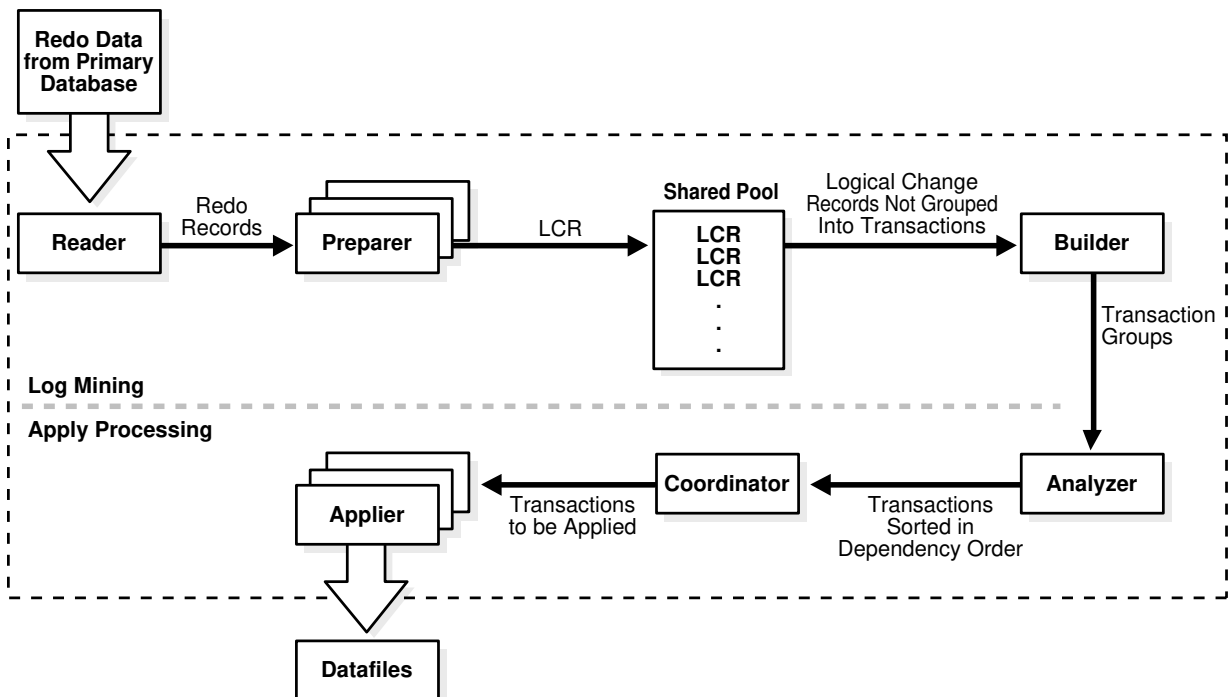 Redo Data
from Primary
Database
Reader
Redo
Records
Preparer
LCR
Shared Pool
LCR
LCR
LCR
.
.
.
Logical Change
Records Not Grouped
Into Transactions
Builder
Transaction
Groups
Log Mining
Apply Processing
Analyzer
Transactions
Sorted in
Dependency Order
Coordinator
Transactions
to be Applied
Applier
Datafiles